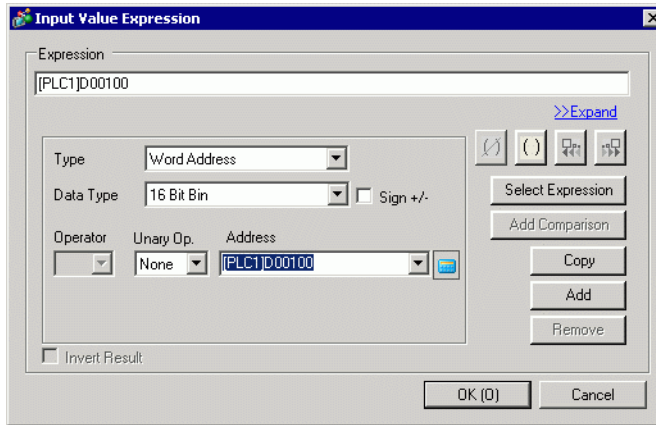 Input Value Expression
Expression
[PLC1]D00100
>>Expand
Type
Word Address
( )
Data Type
16 Bit Bin
Sign +/-
Select Expression
Add Comparison
Operator
Unary Op.
Address
None
[PLC1]D00100
Copy
Add
Remove
Invert Result
OK (O)
Cancel